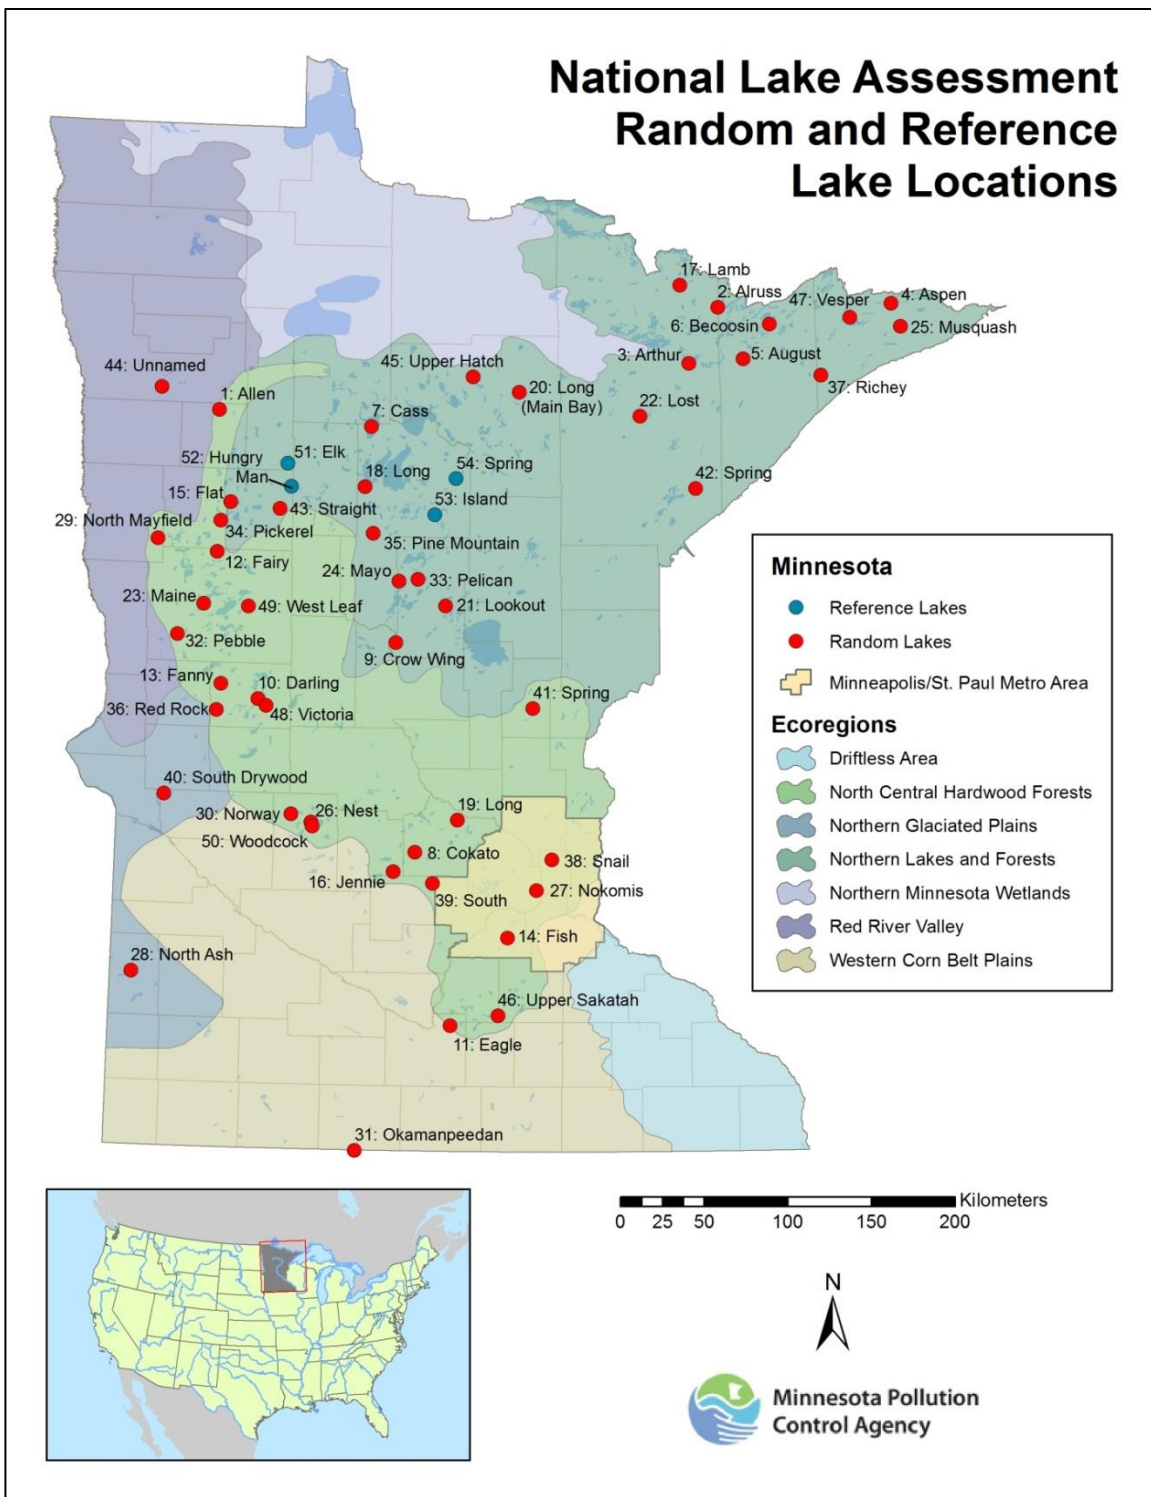 National Lake Assessment
Random and Reference
Lake Locations
17: Lamb
2: Alruss
47: Vesper
4: Aspen
6: Becoosin
25: Musquash
3: Arthur
5: August
37: Richey
44: Unnamed
45: Upper Hatch
20: Long
(Main Bay)
1: Allen
7: Cass
22: Lost
52: Hungry
Man
51: Elk
18: Long
54: Spring
53: Island
42: Spring
15: Flat
43: Straight
29: North Mayfield
34: Pickerel
35: Pine Mountain
12: Fairy
24: Mayo
33: Pelican
23: Maine
49: West Leaf
21: Lookout
32: Pebble
9: Crow Wing
13: Fanny
10: Darling
41: Spring
36: Red Rock
48: Victoria
40: South Drywood
30: Norway
26: Nest
19: Long
50: Woodcock
8: Cokato
38: Snail
16: Jennie
39: South
27: Nokomis
14: Fish
28: North Ash
46: Upper Sakatah
11: Eagle
31: Okamanpeedan
Minnesota
Reference Lakes
Random Lakes
Minneapolis/St. Paul Metro Area
Ecoregions
Driftless Area
North Central Hardwood Forests
Northern Glaciated Plains
Northern Lakes and Forests
Northern Minnesota Wetlands
Red River Valley
Western Corn Belt Plains
Kilometers
0 25 50 100 150 200
N
Minnesota Pollution
Control Agency